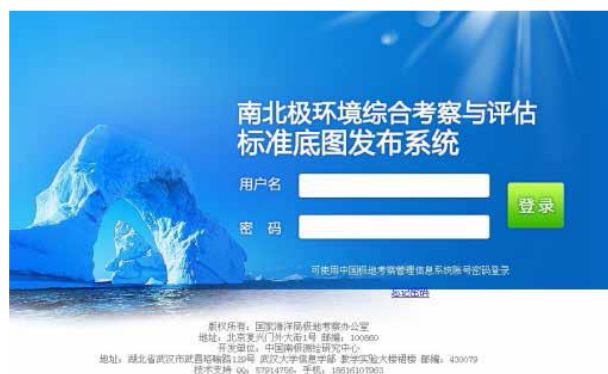 南北极环境综合考察与评估
标准底图发布系统
用户名
登录
密 码
可使用中国极地考察管理信息系统账号密码登录
忘记密码
版权所有：国家海洋局极地考察办公室
地址：北京复兴门外大街1号 邮编：100860
开发单位：中国南极测绘研究中心
地址：湖北省武汉市武昌珞喻路129号 武汉大学信息学部 教学实验大楼裙楼 邮编：430079
技术支持 QQ：57914756，手机：18616107963